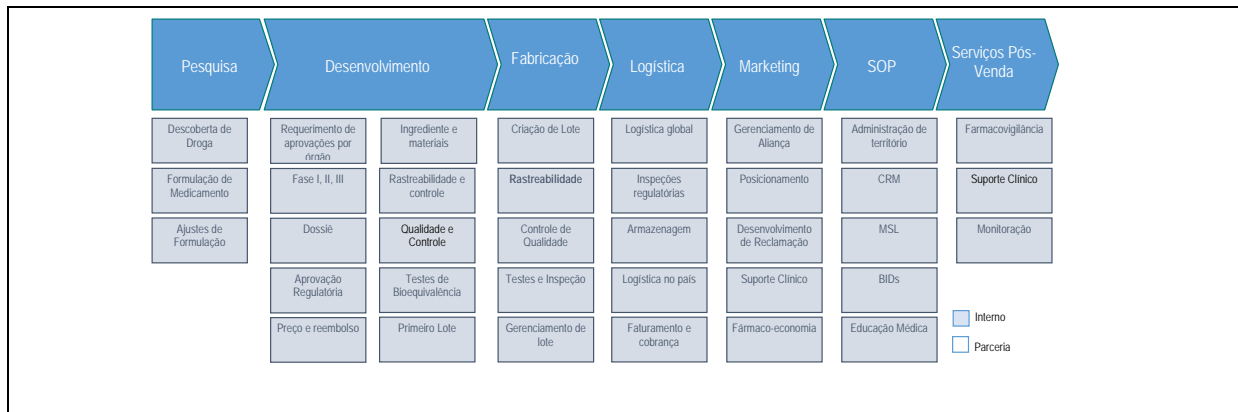 Pesquisa
Desenvolvimento
Fabricação
Logística
Marketing
SOP
Serviços Pós-
Venda
Descoberta de
Droga
Formulação de
Medicamento
Ajustes de
Formulação
Requerimento de
aprovações por
órgão
Fase I, II, III
Dossiê
Aprovação
Regulatória
Preço e reembolso
Ingrediente e
materiais
Rastreabilidade e
controle
Qualidade e
Controle
Testes de
Bioequivalência
Primeiro Lote
Criação de Lote
Rastreabilidade
Controle de
Qualidade
Testes e Inspeção
Gerenciamento de
lote
Logística global
Inspeções
regulatórias
Armazenagem
Logística no país
Faturamento e
cobrança
Gerenciamento de
Aliança
Posicionamento
Desenvolvimento
de Reclamação
Suporte Clínico
Fármaco-economia
Administração de
território
CRM
MSL
BIDs
Educação Médica
Farmacovigilância
Suporte Clínico
Monitoração
Interno
Parceria